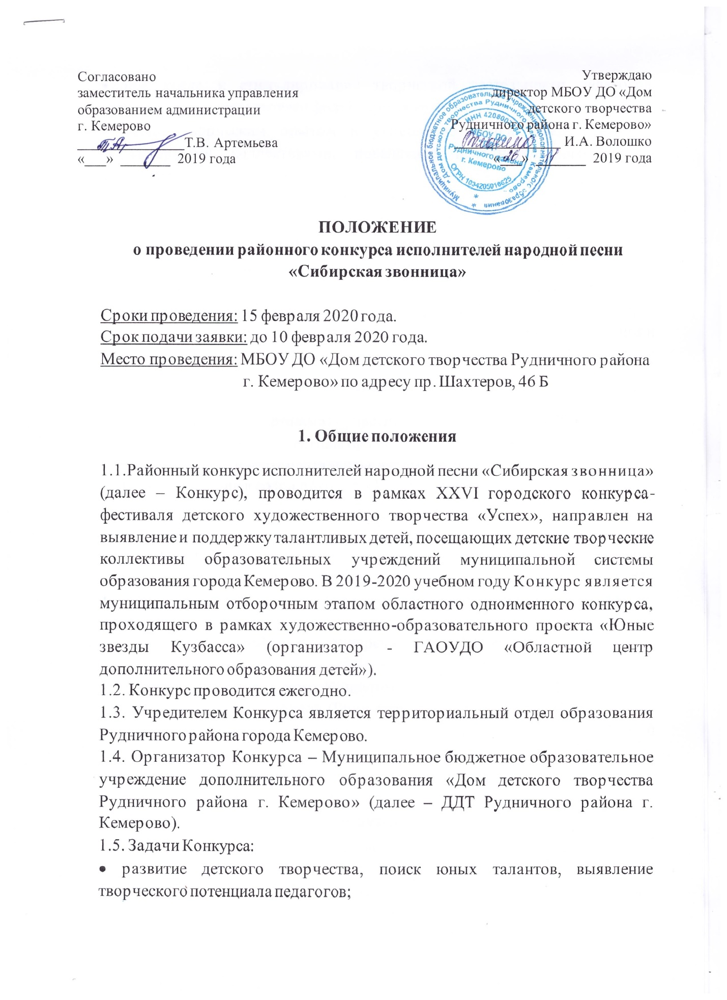 Согласовано
заместитель начальника управления
образованием администрации
г. Кемерово
_______________Т.В. Артемьева
«___» _______ 2019 года
Утверждаю
директор МБОУ ДО «Дом
детского творчества
Рудничного района г. Кемерово»
_______________ И.А. Волошко
«26» 11 2019 года
Муниципальное бюджетное образовательное учреждение дополнительного образования
"Дом детского творчества Рудничного района г. Кемерово"
МБОУ ДО
Рудничного района
г. Кемерово
ОГРН 1034205016625
ПОЛОЖЕНИЕ
о проведении районного конкурса исполнителей народной песни
«Сибирская звонница»
Сроки проведения: 15 февраля 2020 года.
Срок подачи заявки: до 10 февраля 2020 года.
Место проведения: МБОУ ДО «Дом детского творчества Рудничного района
г. Кемерово» по адресу пр. Шахтеров, 46 Б
1. Общие положения
1.1.Районный конкурс исполнителей народной песни «Сибирская звонница»
(далее – Конкурс), проводится в рамках XXVI городского конкурса-
фестиваля детского художественного творчества «Успех», направлен на
выявление и поддержку талантливых детей, посещающих детские творческие
коллективы образовательных учреждений муниципальной системы
образования города Кемерово. В 2019-2020 учебном году Конкурс является
муниципальным отборочным этапом областного одноименного конкурса,
проходящего в рамках художественно-образовательного проекта «Юные
звезды Кузбасса» (организатор - ГАОУДО «Областной центр
дополнительного образования детей»).
1.2. Конкурс проводится ежегодно.
1.3. Учредителем Конкурса является территориальный отдел образования
Рудничного района города Кемерово.
1.4. Организатор Конкурса – Муниципальное бюджетное образовательное
учреждение дополнительного образования «Дом детского творчества
Рудничного района г. Кемерово» (далее – ДДТ Рудничного района г.
Кемерово).
1.5. Задачи Конкурса:
• развитие детского творчества, поиск юных талантов, выявление
творческого потенциала педагогов;